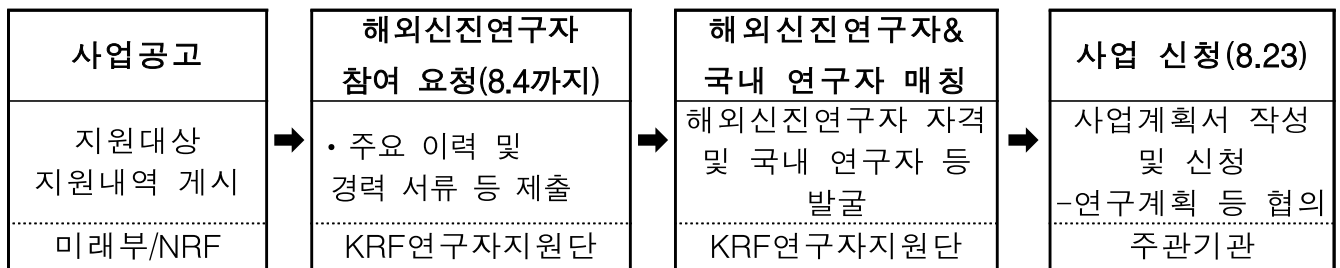 사업공고
지원대상
지원내역 게시
미래부/NRF
해외신진연구자
참여 요청(8.4까지)
• 주요 이력 및
경력 서류 등 제출
KRF연구자지원단
해외신진연구자&
국내 연구자 매칭
해외신진연구자 자격
및 국내 연구자 등
발굴
KRF연구자지원단
사업 신청(8.23)
사업계획서 작성
및 신청
-연구계획 등 협의
주관기관